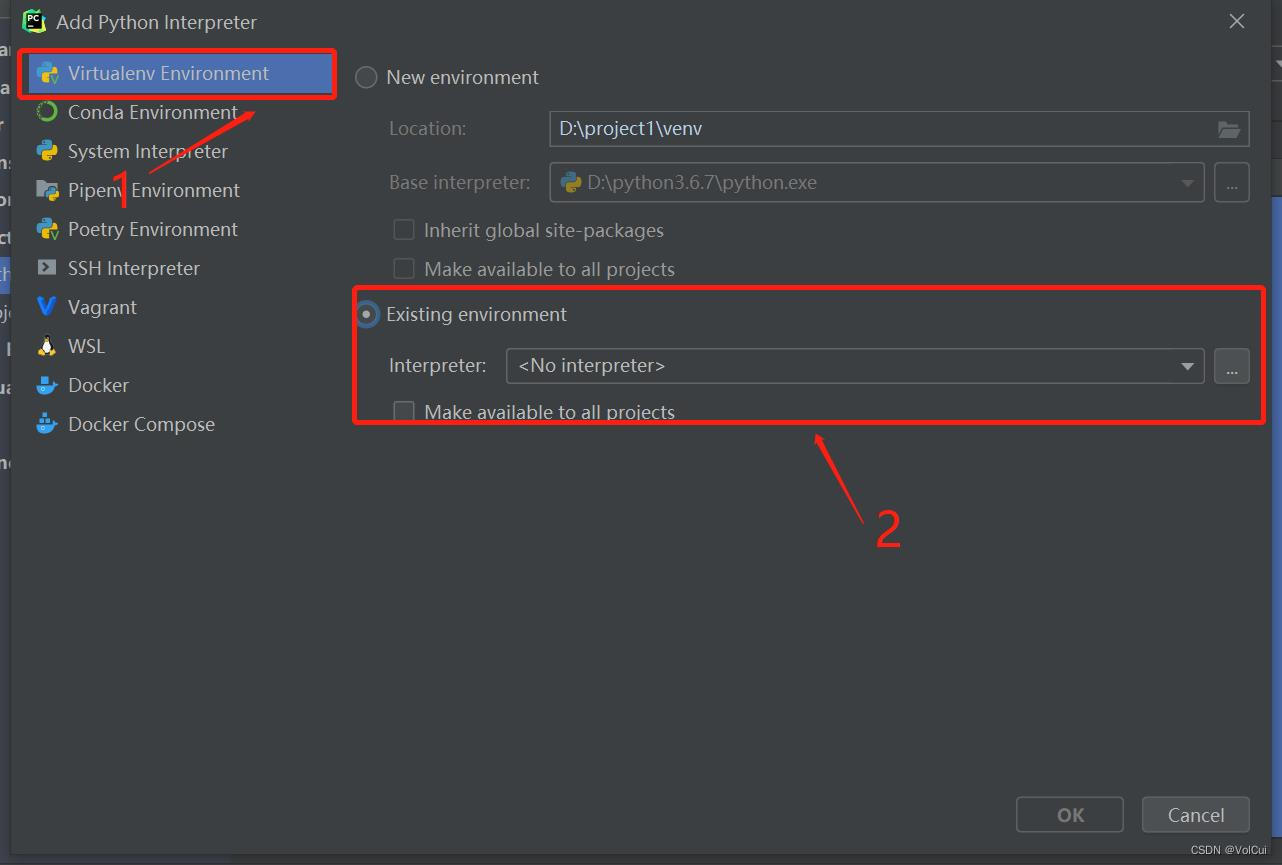 Add Python Interpreter
Virtualenv Environment
Conda Environment
System Interpreter
Pipenv Environment
Poetry Environment
SSH Interpreter
Vagrant
WSL
Docker
Docker Compose
1
New environment
Location: D:\project1\venv
Base interpreter: D:\python3.6.7\python.exe ...
Inherit global site-packages
Make available to all projects
Existing environment
Interpreter: <No interpreter> ...
Make available to all projects
2
OK Cancel
CSDN @VolCui